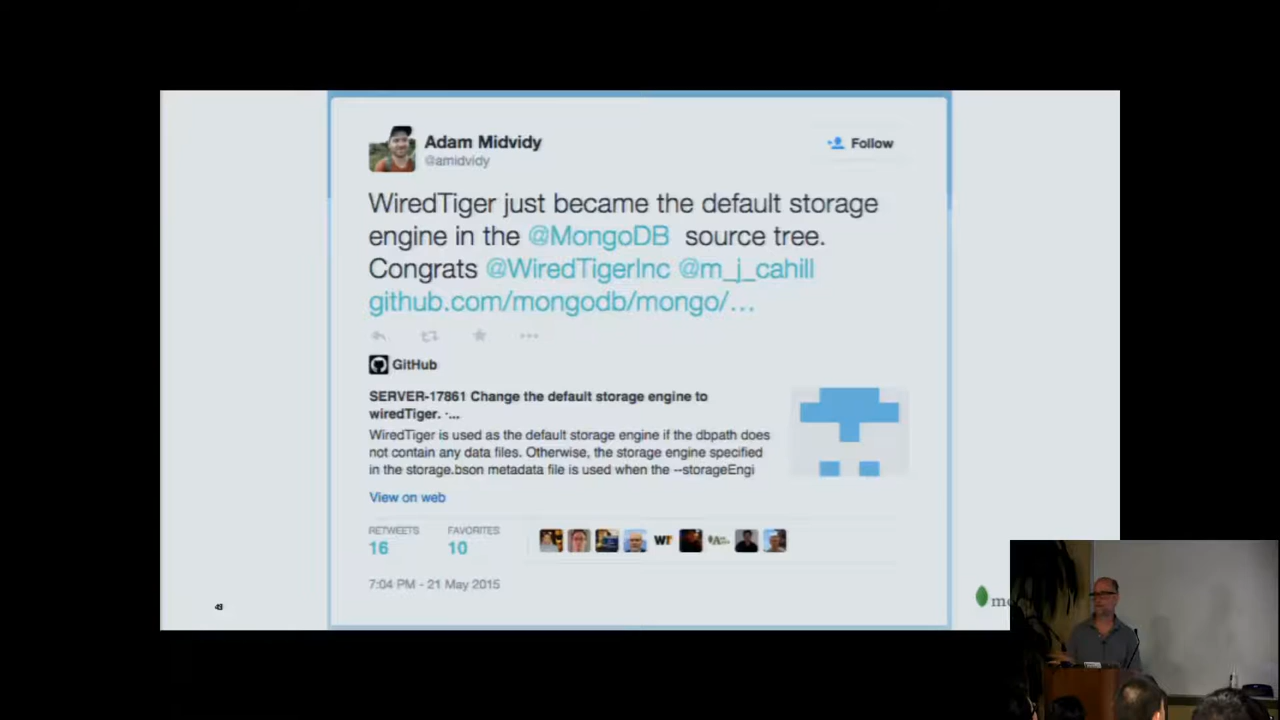 Adam Midvidy
@amidvidy
Follow
WiredTiger just became the default storage
engine in the @MongoDB source tree.
Congrats @WiredTigerInc @m_j_cahill
github.com/mongodb/mongo/...
GitHub
SERVER-17861 Change the default storage engine to
wiredTiger. ·...
WiredTiger is used as the default storage engine if the dbpath does
not contain any data files. Otherwise, the storage engine specified
in the storage.bson metadata file is used when the --storageEngi
View on web
RETWEETS
16
FAVORITES
10
7:04 PM - 21 May 2015